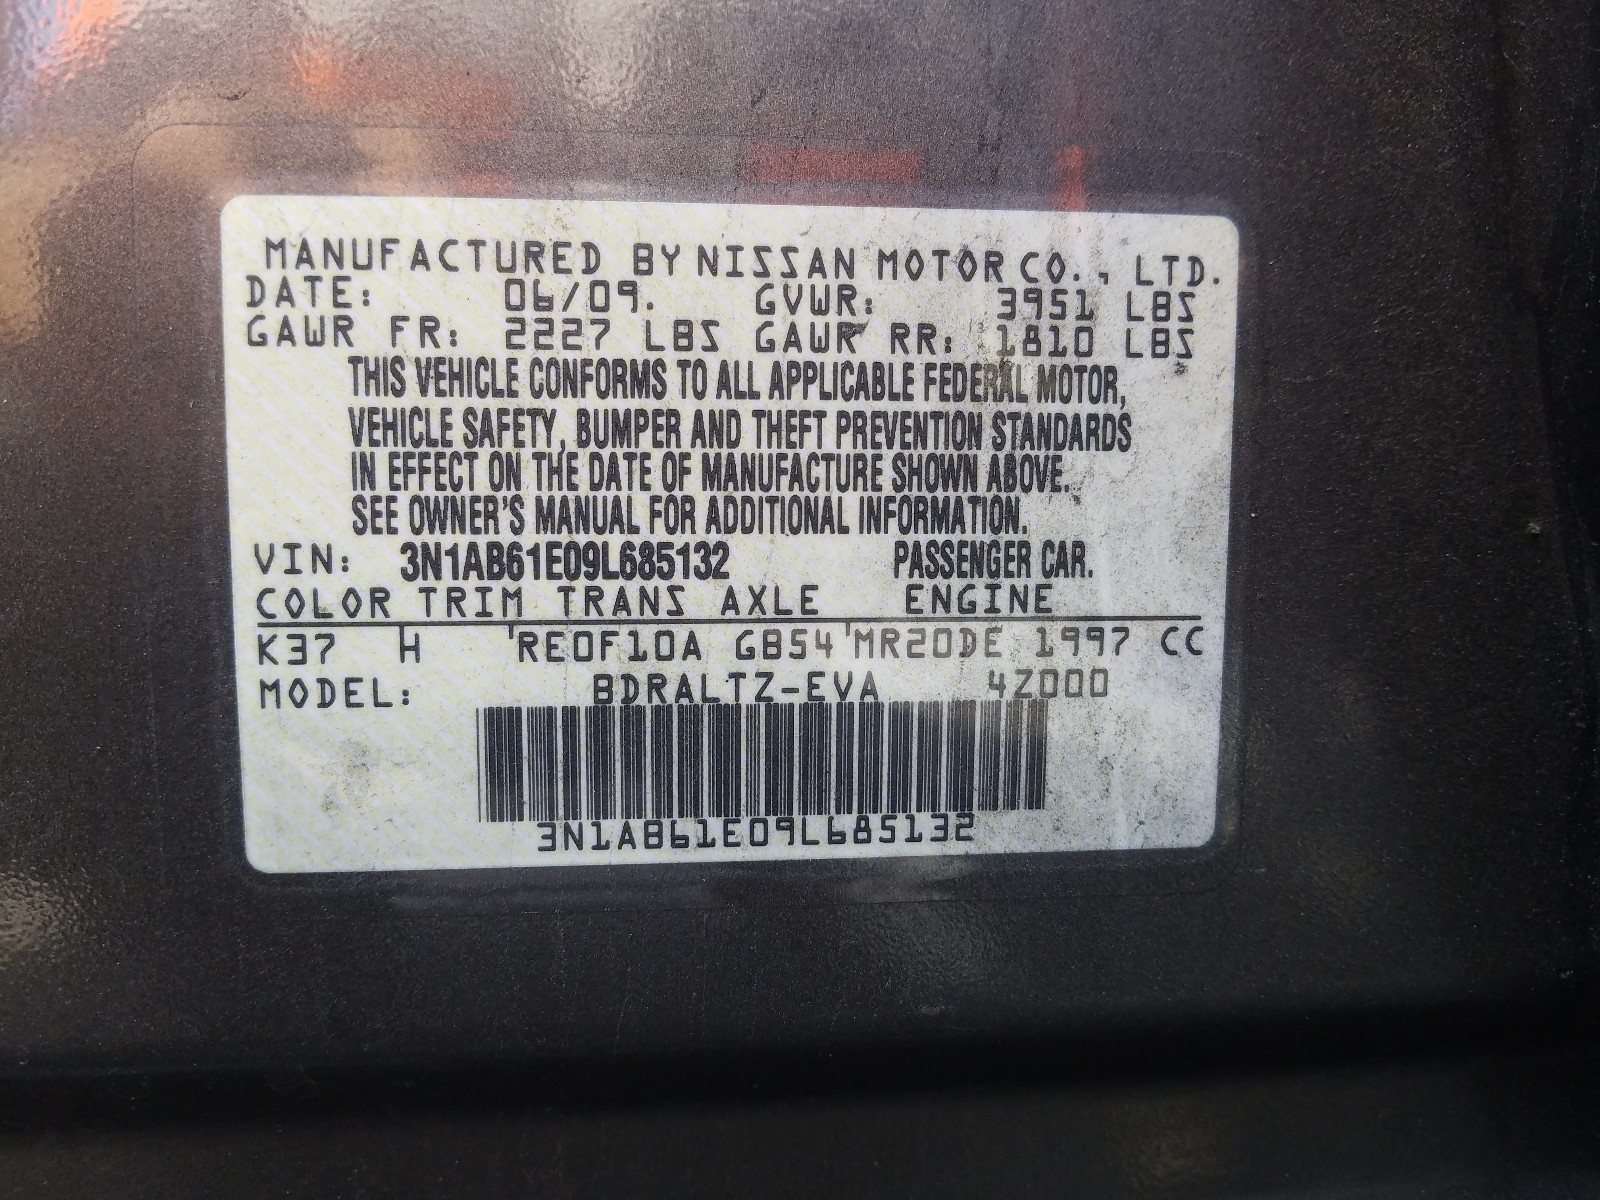 MANUFACTURED BY NISSAN MOTOR CO., LTD.
DATE: 06/09. GVWR: 3951 LBS
GAWR FR: 2227 LBS GAWR RR: 1810 LBS
THIS VEHICLE CONFORMS TO ALL APPLICABLE FEDERAL MOTOR,
VEHICLE SAFETY, BUMPER AND THEFT PREVENTION STANDARDS
IN EFFECT ON THE DATE OF MANUFACTURE SHOWN ABOVE.
SEE OWNER'S MANUAL FOR ADDITIONAL INFORMATION.
VIN: 3N1AB61E09L685132 PASSENGER CAR.
COLOR TRIM TRANS AXLE ENGINE
K37 H 'RE0F10A GB54'MR20DE 1997 CC
MODEL: BDRALTZ-EVA 4Z000
3N1AB61E09L685132